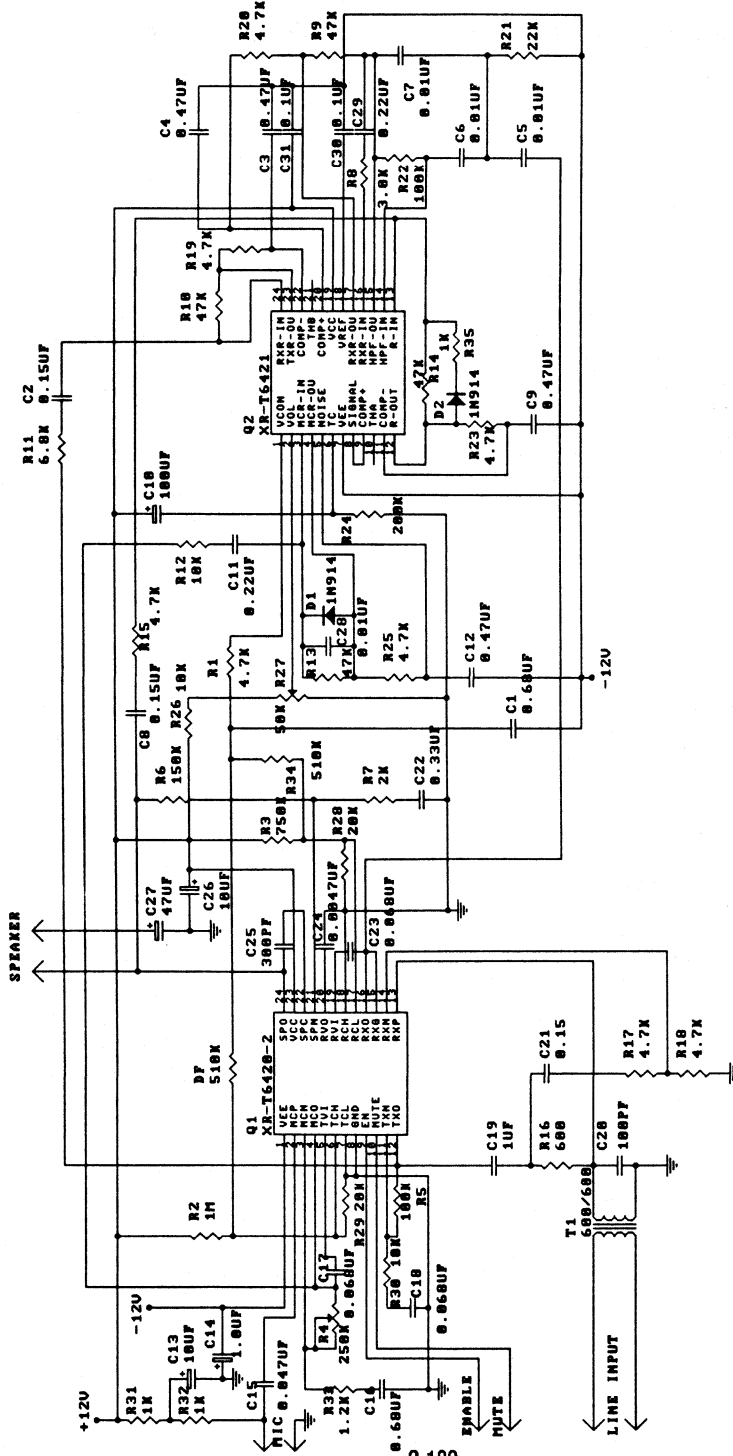 SPEAKER
+12V
-12V
R31
1K
R32
1K
C13
10UF
C14
1.0UF
C15
0.047UF
MIC
R2
1M
R4
250K
C17
0.068UF
1.2K
C16
0.68UF
R30 10K
C18
0.068UF
R29 20K
R5
100K
ENABLE
MUTE
LINE INPUT
T1
600/600
C19
1UF
R16
600
C20
100PF
C21
0.15
R17
4.7K
R18
4.7K
DF
510K
Q1
XR-T6420-2
VEE
MCP
MCM
MCO
TVI
TCH
TCL
GND
EN
MUTE
TXN
TXO
SPO
VCC
SPC
SPN
RVO
RVI
RCH
RCL
RXO
RXG
RXN
RXP
C27
47UF
C26
10UF
C25
300PF
C24
0.0047UF
C23
0.068UF
R3
750K
R28
20K
R6
150K
R7
2K
C22
0.33UF
R34
510K
C8
0.15UF
R15
4.7K
R26 10K
R27
50K
R1
4.7K
R12
10K
C11
0.22UF
D1
1N914
C28
0.01UF
R13
47K
R25
4.7K
C12
0.47UF
C1
0.68UF
-12V
R11
6.8K
C2
0.15UF
C10
100UF
R24
200K
Q2
XR-T6421
VCOM
VOL
MCR-IN
MCR-OU
NOISE
TC
VEE
SIGNAL
COMP+
THA
COMP-
R-OUT
RXR-IN
TXR-OU
COMP-
THB
COMP+
VCC
VREF
RXR-OU
RXR-IN
HPF-OU
HPF-IN
R-IN
R10
47K
R19
4.7K
C4
0.47UF
R20
4.7K
R9
47K
C3
0.47UF
C31
0.1UF
C30
0.1UF
C29
0.22UF
R8
3.0K
C7
0.01UF
R22
100K
C6
0.01UF
C5
0.01UF
R21
22K
R14
47K
R35
1K
D2
1N914
R23
4.7K
C9
0.47UF